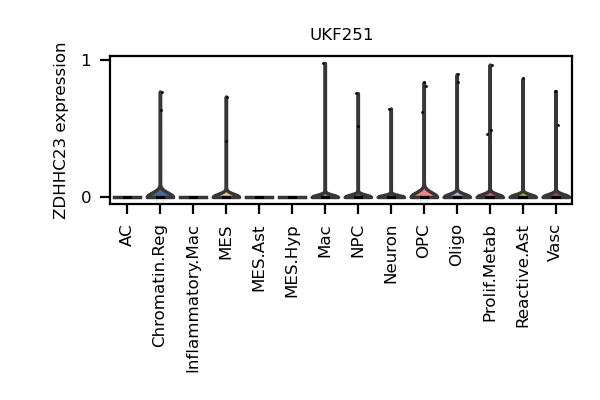 UKF251
ZDHHC23 expression
1
0
AC
Chromatin.Reg
Inflammatory.Mac
MES
MES.Ast
MES.Hyp
Mac
NPC
Neuron
OPC
Oligo
Prolif.Metab
Reactive.Ast
Vasc